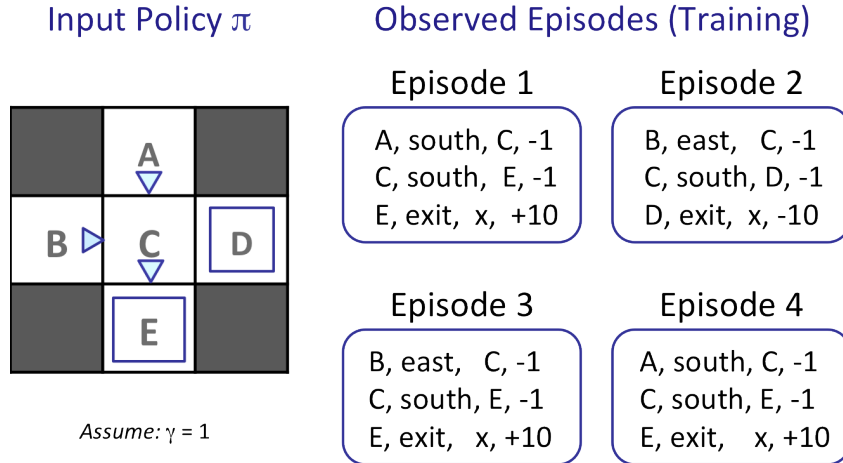 Input Policy π
A
B
C
D
E
Assume: γ = 1
Observed Episodes (Training)
Episode 1
A, south, C, -1
C, south, E, -1
E, exit, x, +10
Episode 2
B, east, C, -1
C, south, D, -1
D, exit, x, -10
Episode 3
B, east, C, -1
C, south, E, -1
E, exit, x, +10
Episode 4
A, south, C, -1
C, south, E, -1
E, exit, x, +10